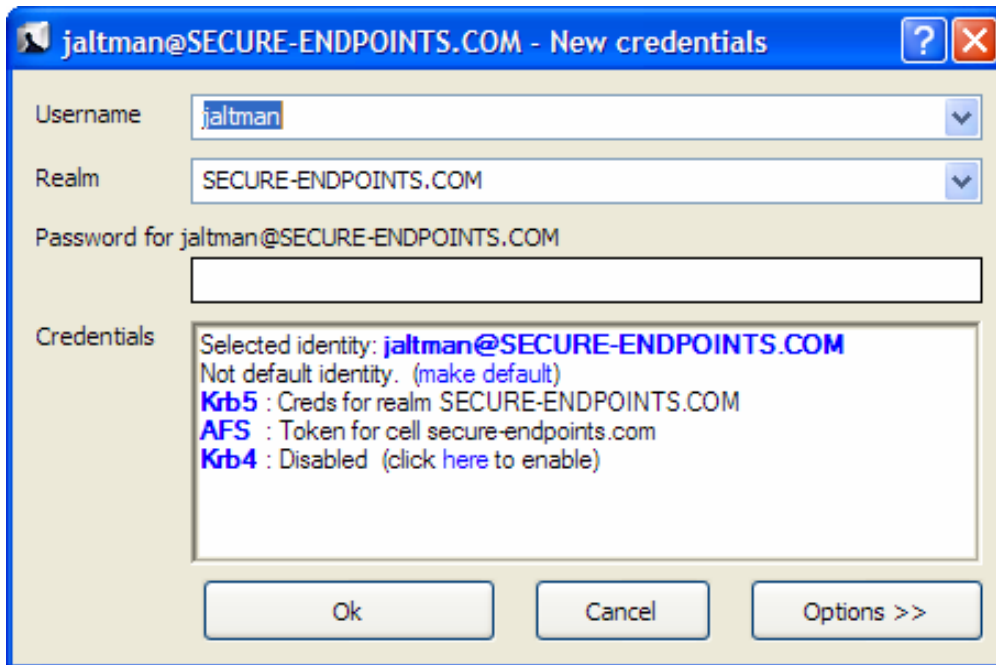 jaltman@SECURE-ENDPOINTS.COM - New credentials
Username jaltman
Realm SECURE-ENDPOINTS.COM
Password for jaltman@SECURE-ENDPOINTS.COM
Credentials
Selected identity: jaltman@SECURE-ENDPOINTS.COM
Not default identity. (make default)
Krb5 : Creds for realm SECURE-ENDPOINTS.COM
AFS : Token for cell secure-endpoints.com
Krb4 : Disabled (click here to enable)
Ok Cancel Options >>